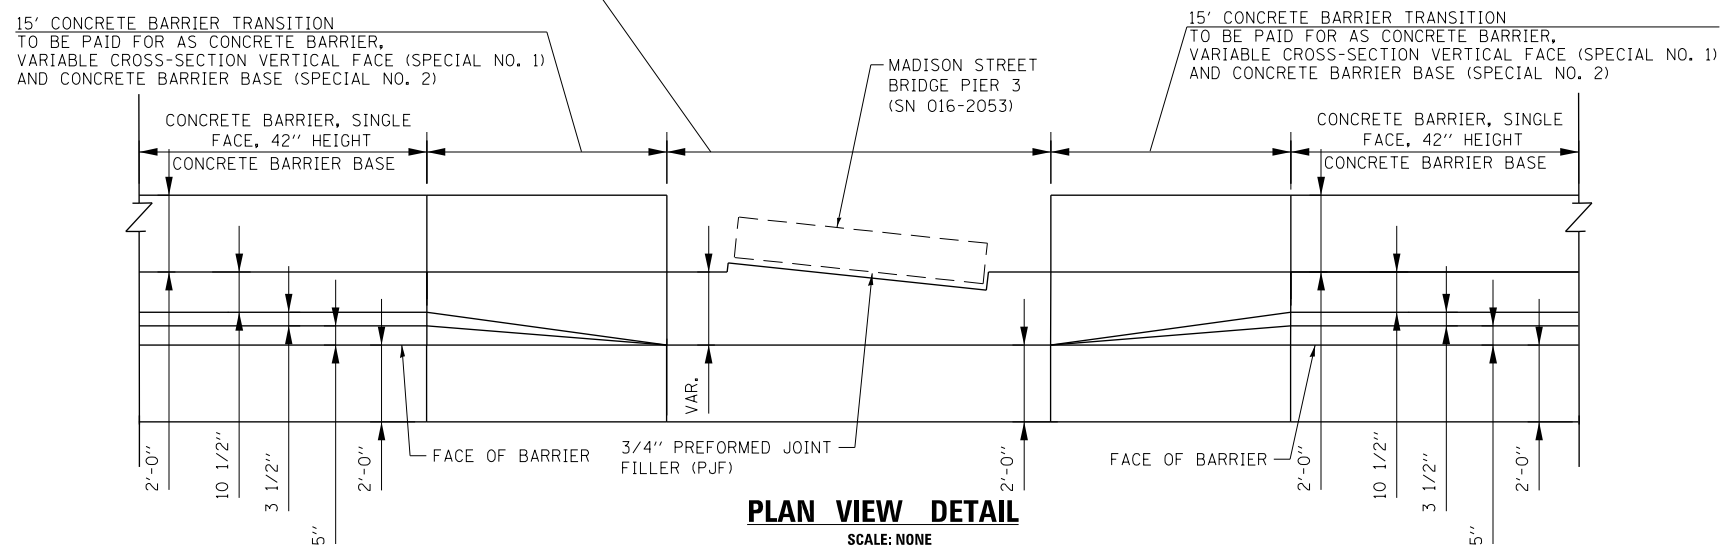 15' CONCRETE BARRIER TRANSITION
TO BE PAID FOR AS CONCRETE BARRIER,
VARIABLE CROSS-SECTION VERTICAL FACE (SPECIAL NO. 1)
AND CONCRETE BARRIER BASE (SPECIAL NO. 2)
15' CONCRETE BARRIER TRANSITION
TO BE PAID FOR AS CONCRETE BARRIER,
VARIABLE CROSS-SECTION VERTICAL FACE (SPECIAL NO. 1)
AND CONCRETE BARRIER BASE (SPECIAL NO. 2)
MADISON STREET
BRIDGE PIER 3
(SN 016-2053)
CONCRETE BARRIER, SINGLE
FACE, 42'' HEIGHT
CONCRETE BARRIER BASE
CONCRETE BARRIER, SINGLE
FACE, 42'' HEIGHT
CONCRETE BARRIER BASE
VAR.
2'-0''
10 1/2''
3 1/2''
5''
2'-0''
FACE OF BARRIER
3/4'' PREFORMED JOINT
FILLER (PJF)
2'-0''
FACE OF BARRIER
2'-0''
10 1/2''
3 1/2''
5''
2'-0''
PLAN VIEW DETAIL
SCALE: NONE